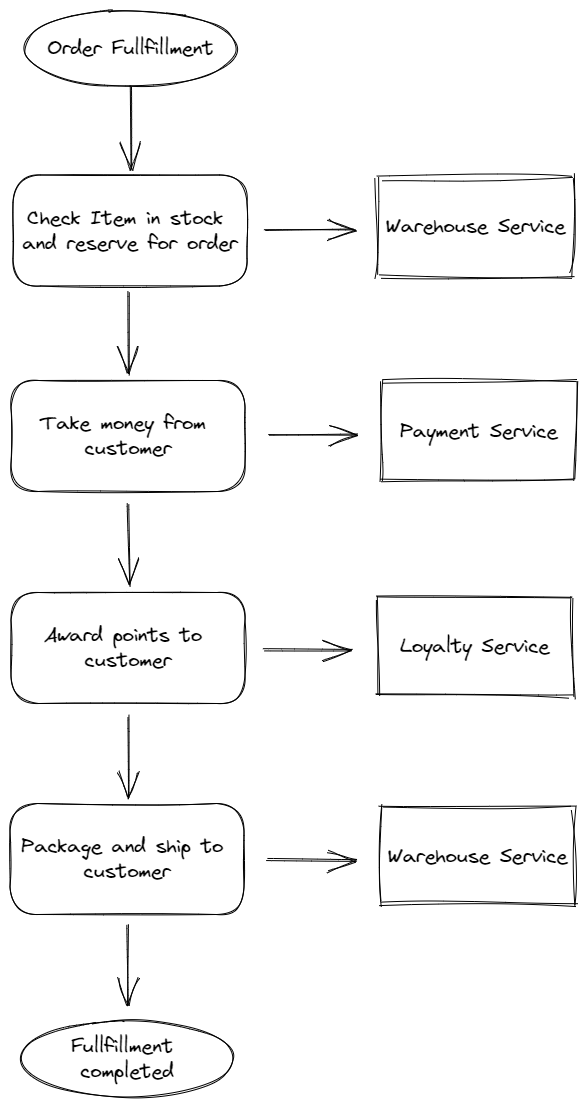 Order Fullfillment
Check Item in stock
and reserve for order
Warehouse Service
Take money from
customer
Payment Service
Award points to
customer
Loyalty Service
Package and ship to
customer
Warehouse Service
Fullfillment
completed